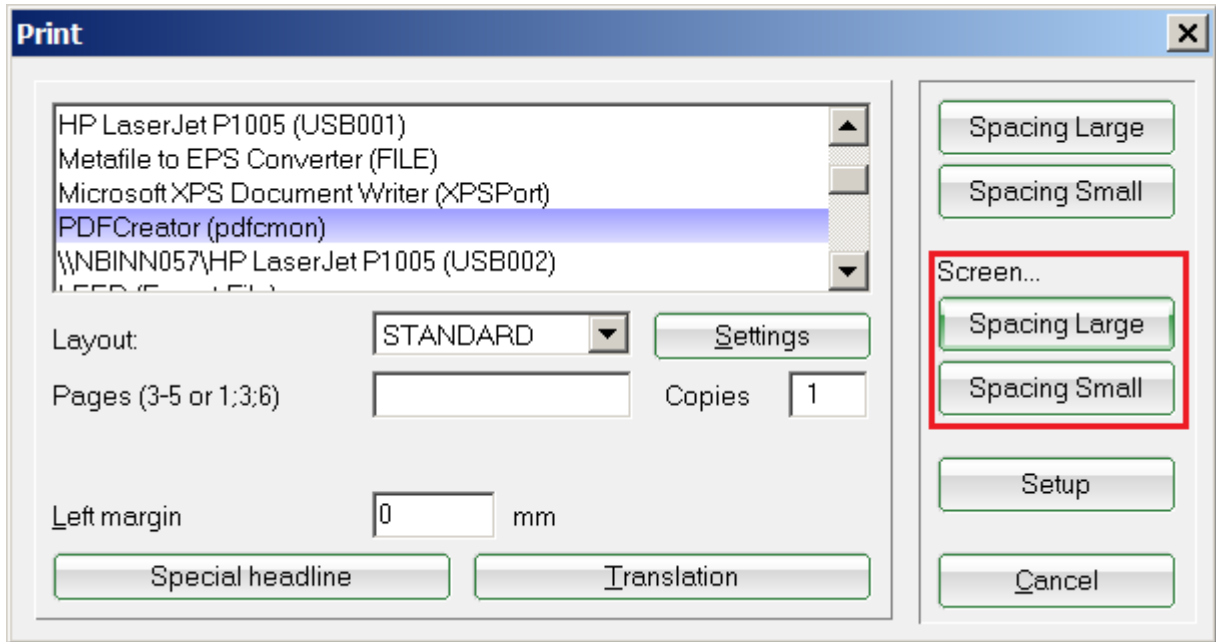 Print
HP LaserJet P1005 (USB001)
Metafile to EPS Converter (FILE)
Microsoft XPS Document Writer (XPSPort)
PDFCreator (pdfcmon)
\\NBINN057\HP LaserJet P1005 (USB002)
Layout: STANDARD Settings
Pages (3-5 or 1;3;6) Copies 1
Left margin 0 mm
Special headline Translation
Spacing Large
Spacing Small
Screen...
Spacing Large
Spacing Small
Setup
Cancel